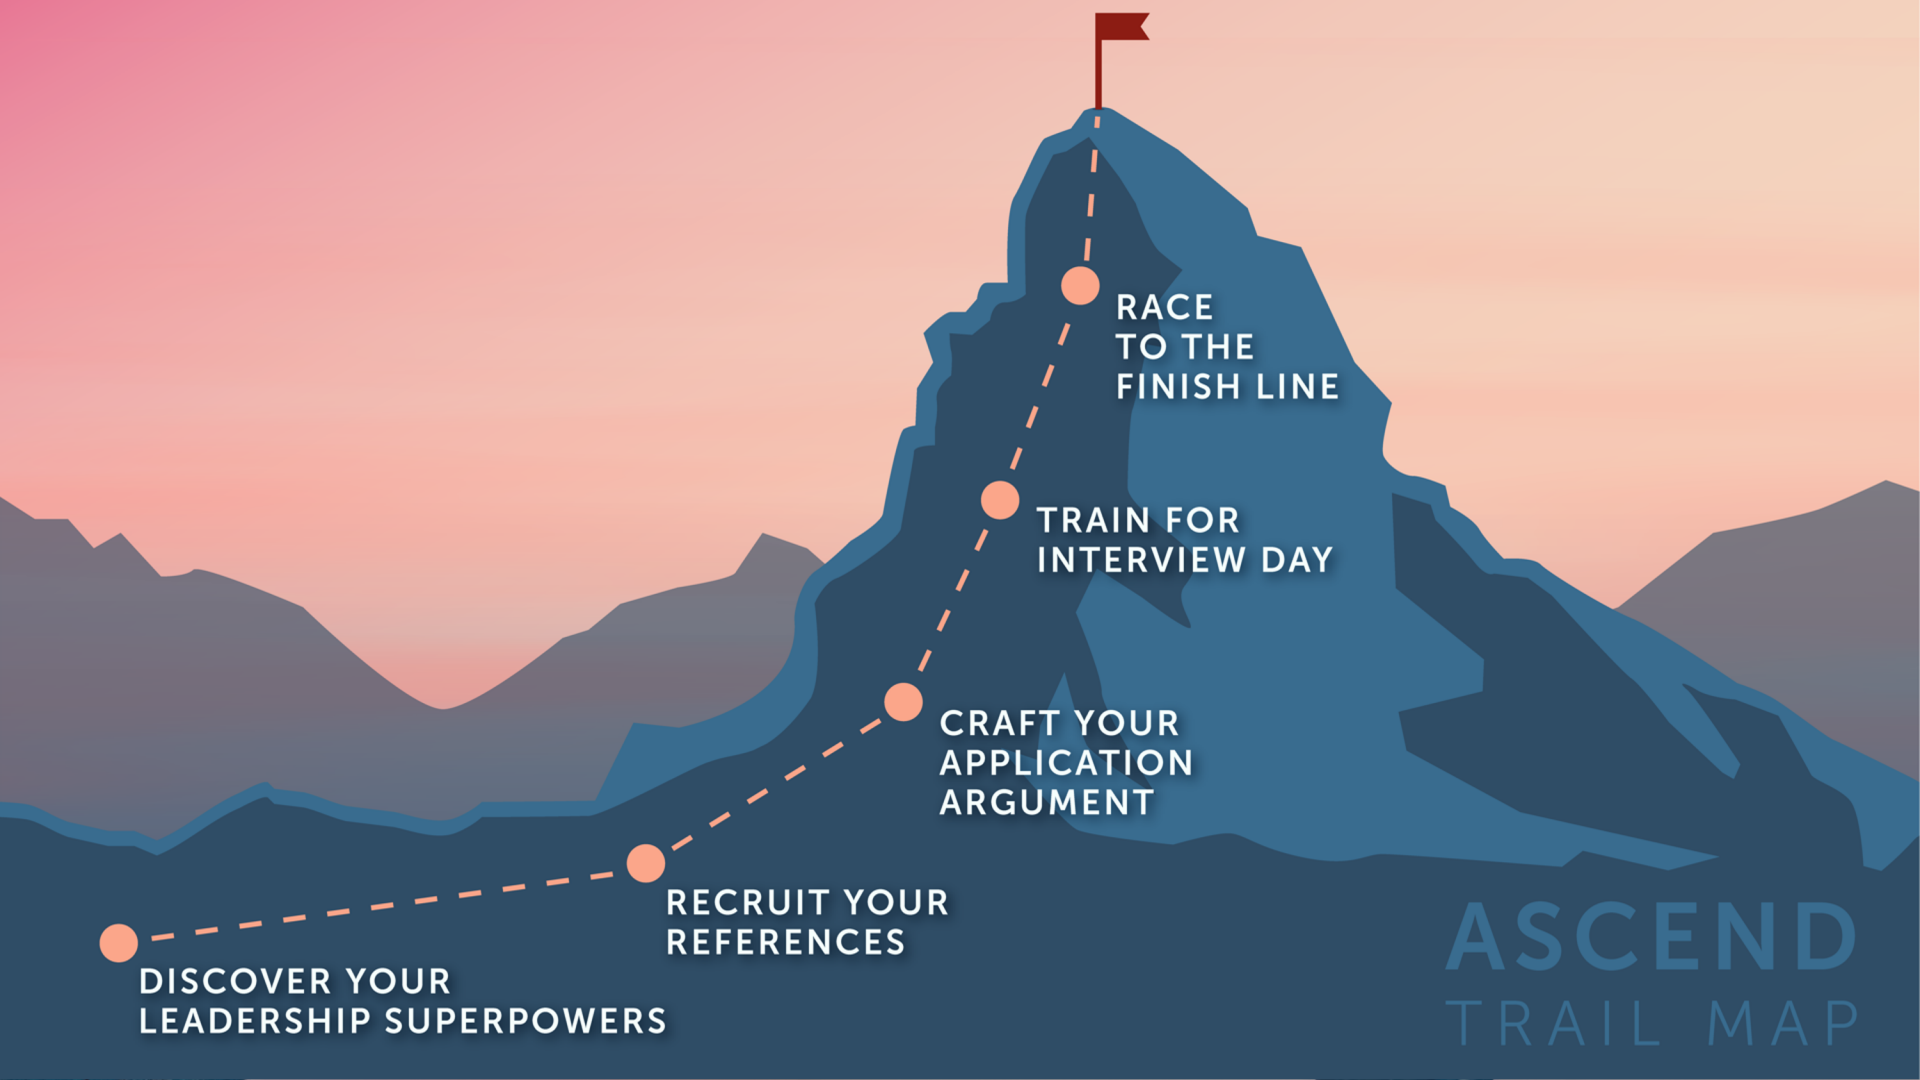 RACE
TO THE
FINISH LINE
TRAIN FOR
INTERVIEW DAY
CRAFT YOUR
APPLICATION
ARGUMENT
RECRUIT YOUR
REFERENCES
DISCOVER YOUR
LEADERSHIP SUPERPOWERS
ASCEND
TRAIL MAP